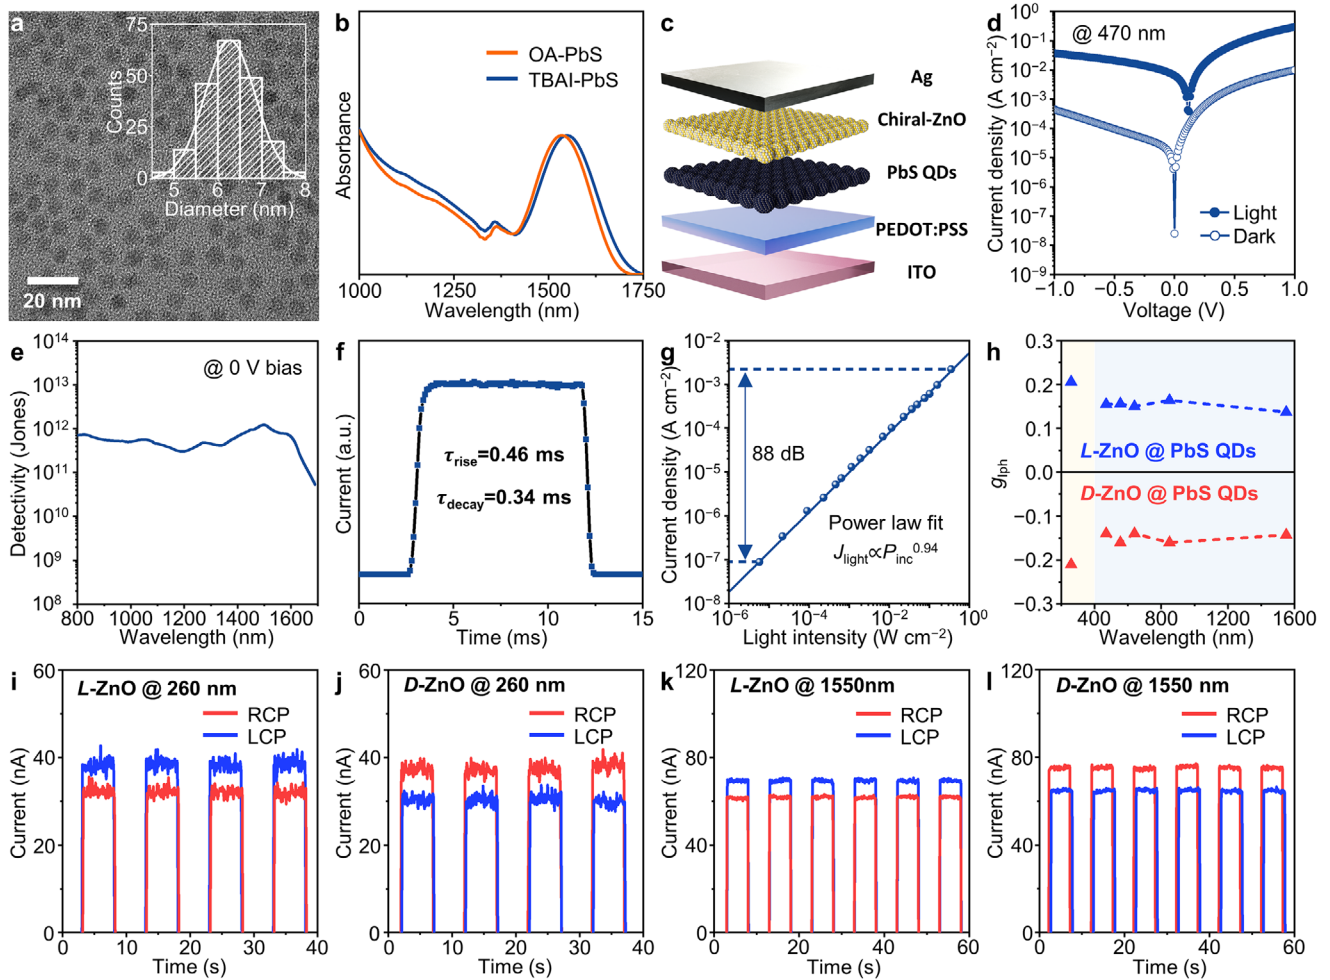 a
Counts
75
50
25
0
5
6
7
8
Diameter (nm)
20 nm
b
OA-PbS
TBAI-PbS
Absorbance
1000
1250
1500
1750
Wavelength (nm)
c
Ag
Chiral-ZnO
PbS QDs
PEDOT:PSS
ITO
d
@ 470 nm
Current density (A cm⁻²)
10⁰
10⁻¹
10⁻²
10⁻³
10⁻⁴
10⁻⁵
10⁻⁶
10⁻⁷
10⁻⁸
10⁻⁹
Light
Dark
−1.0
−0.5
0.0
0.5
1.0
Voltage (V)
e
@ 0 V bias
Detectivity (Jones)
10¹⁴
10¹³
10¹²
10¹¹
10¹⁰
10⁹
10⁸
800
1000
1200
1400
1600
Wavelength (nm)
f
Current (a.u.)
τrise=0.46 ms
τdecay=0.34 ms
0
5
10
15
Time (ms)
g
Current density (A cm⁻²)
10⁻²
10⁻³
10⁻⁴
10⁻⁵
10⁻⁶
10⁻⁷
10⁻⁸
88 dB
Power law fit
Jlight∝Pinc^0.94
10⁻⁶
10⁻⁴
10⁻²
10⁰
Light intensity (W cm⁻²)
h
gIph
0.3
0.2
0.1
0.0
−0.1
−0.2
−0.3
L-ZnO @ PbS QDs
D-ZnO @ PbS QDs
0
400
800
1200
1600
Wavelength (nm)
i
L-ZnO @ 260 nm
RCP
LCP
Current (nA)
60
40
20
0
0
10
20
30
40
Time (s)
j
D-ZnO @ 260 nm
RCP
LCP
Current (nA)
60
40
20
0
0
10
20
30
40
Time (s)
k
L-ZnO @ 1550nm
RCP
LCP
Current (nA)
120
80
40
0
0
20
40
60
Time (s)
l
D-ZnO @ 1550 nm
RCP
LCP
Current (nA)
120
80
40
0
0
20
40
60
Time (s)